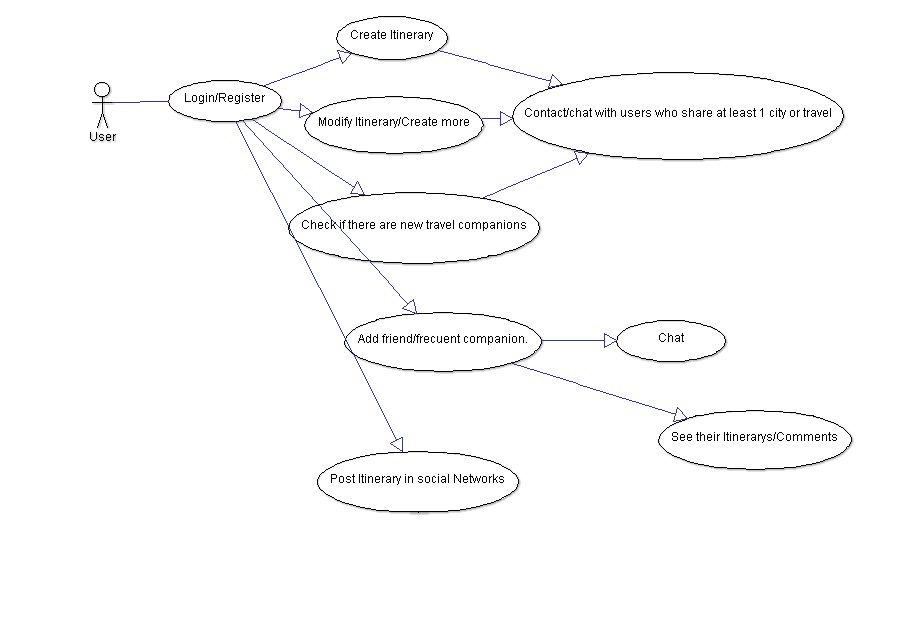 Create Itinerary
Login/Register
Modify Itinerary/Create more
Contact/chat with users who share at least 1 city or travel
User
Check if there are new travel companions
Add friend/frecuent companion.
Chat
See their Itinerarys/Comments
Post Itinerary in social Networks